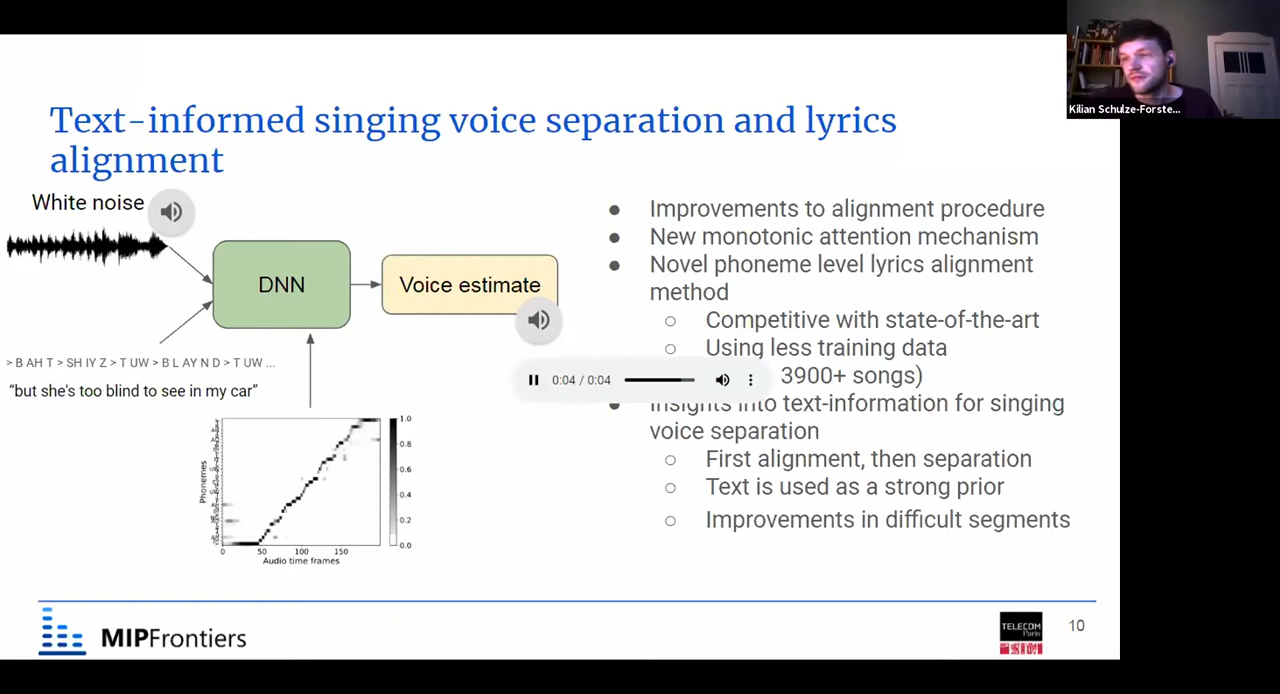 Kilian Schulze-Forste...
Text-informed singing voice separation and lyrics
alignment
White noise
DNN
Voice estimate
> B AH T > SH IY Z > T UW > B L AY N D > T UW ...
"but she's too blind to see in my car"
0:04 / 0:04
1.0
0.8
0.6
0.4
0.2
0.0
Phonemes
0
50
100
150
Audio time frames
● Improvements to alignment procedure
● New monotonic attention mechanism
● Novel phoneme level lyrics alignment
method
○ Competitive with state-of-the-art
○ Using less training data
3900+ songs)
● Insights into text-information for singing
voice separation
○ First alignment, then separation
○ Text is used as a strong prior
○ Improvements in difficult segments
MIPFrontiers
TELECOM
Paris
10